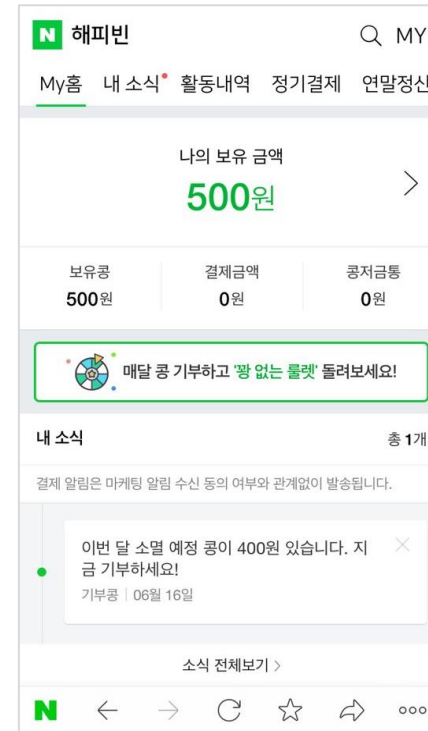 N 해피빈 MY
My홈 내 소식 활동내역 정기결제 연말정산
나의 보유 금액
500원
보유콩 결제금액 콩저금통
500원 0원 0원
매달 콩 기부하고 '꽝 없는 룰렛' 돌려보세요!
내 소식 총 1개
결제 알림은 마케팅 알림 수신 동의 여부와 관계없이 발송됩니다.
이번 달 소멸 예정 콩이 400원 있습니다. 지
금 기부하세요!
기부콩 | 06월 16일
소식 전체보기 >
N